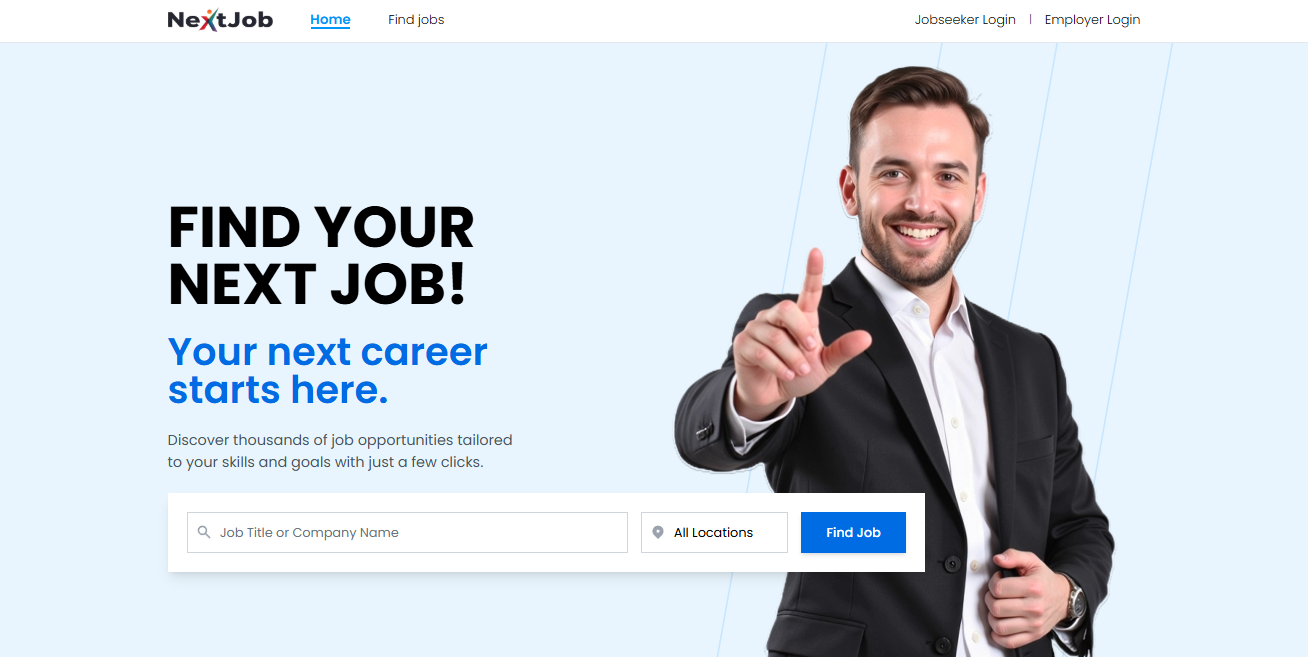 NextJob
Home
Find jobs
Jobseeker Login | Employer Login
FIND YOUR
NEXT JOB!
Your next career
starts here.
Discover thousands of job opportunities tailored
to your skills and goals with just a few clicks.
Job Title or Company Name
All Locations
Find Job